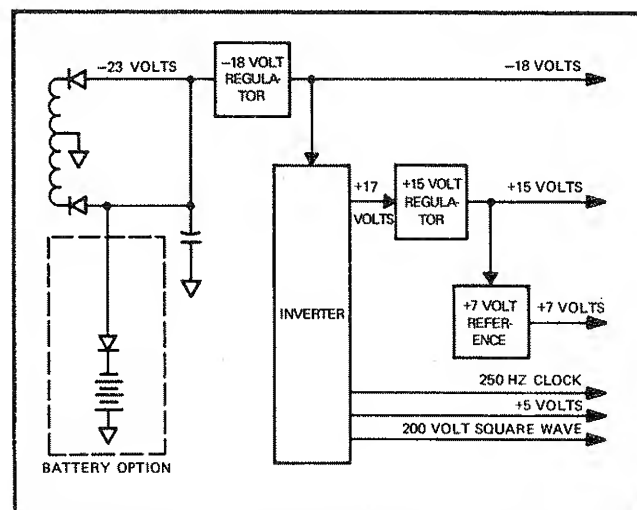 –23 VOLTS
–18 VOLT
REGULA-
TOR
–18 VOLTS
+17
VOLTS
+15 VOLT
REGULA-
TOR
+15 VOLTS
INVERTER
+7 VOLT
REFER-
ENCE
+7 VOLTS
250 HZ CLOCK
+5 VOLTS
200 VOLT SQUARE WAVE
BATTERY OPTION